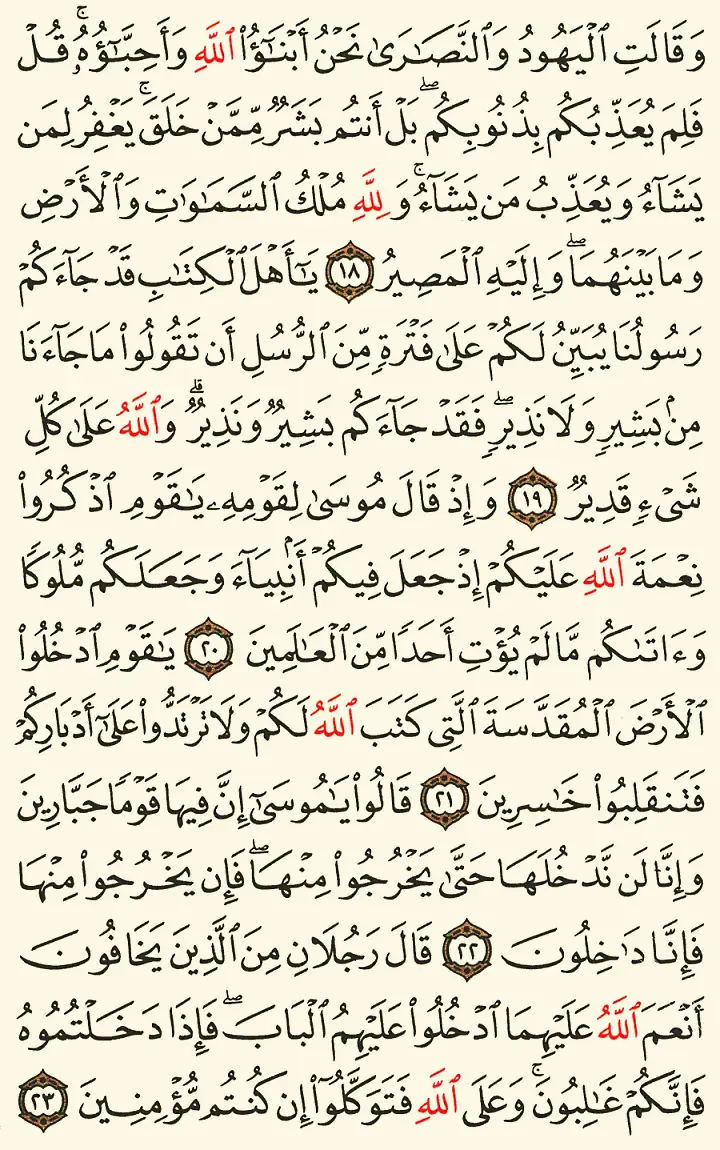 وَقَالَتِ ٱلْيَهُودُ وَٱلنَّصَٰرَىٰ نَحْنُ أَبْنَٰٓؤُا۟ ٱللَّهِ وَأَحِبَّٰٓؤُهُۥ ۚ قُلْ
فَلِمَ يُعَذِّبُكُم بِذُنُوبِكُم ۖ بَلْ أَنتُم بَشَرٌ مِّمَّنْ خَلَقَ ۚ يَغْفِرُ لِمَن
يَشَآءُ وَيُعَذِّبُ مَن يَشَآءُ ۚ وَلِلَّهِ مُلْكُ ٱلسَّمَٰوَٰتِ وَٱلْأَرْضِ
وَمَا بَيْنَهُمَا ۖ وَإِلَيْهِ ٱلْمَصِيرُ ١٨ يَٰٓأَهْلَ ٱلْكِتَٰبِ قَدْ جَآءَكُمْ
رَسُولُنَا يُبَيِّنُ لَكُمْ عَلَىٰ فَتْرَةٍ مِّنَ ٱلرُّسُلِ أَن تَقُولُوا۟ مَا جَآءَنَا
مِنۢ بَشِيرٍ وَلَا نَذِيرٍ ۖ فَقَدْ جَآءَكُم بَشِيرٌ وَنَذِيرٌ ۗ وَٱللَّهُ عَلَىٰ كُلِّ
شَىْءٍ قَدِيرٌ ١٩ وَإِذْ قَالَ مُوسَىٰ لِقَوْمِهِۦ يَٰقَوْمِ ٱذْكُرُوا۟
نِعْمَةَ ٱللَّهِ عَلَيْكُمْ إِذْ جَعَلَ فِيكُمْ أَنۢبِيَآءَ وَجَعَلَكُم مُّلُوكًا
وَءَاتَىٰكُم مَّا لَمْ يُؤْتِ أَحَدًا مِّنَ ٱلْعَٰلَمِينَ ٢٠ يَٰقَوْمِ ٱدْخُلُوا۟
ٱلْأَرْضَ ٱلْمُقَدَّسَةَ ٱلَّتِى كَتَبَ ٱللَّهُ لَكُمْ وَلَا تَرْتَدُّوا۟ عَلَىٰٓ أَدْبَارِكُمْ
فَتَنقَلِبُوا۟ خَٰسِرِينَ ٢١ قَالُوا۟ يَٰمُوسَىٰٓ إِنَّ فِيهَا قَوْمًا جَبَّارِينَ
وَإِنَّا لَن نَّدْخُلَهَا حَتَّىٰ يَخْرُجُوا۟ مِنْهَا ۖ فَإِن يَخْرُجُوا۟ مِنْهَا
فَإِنَّا دَٰخِلُونَ ٢٢ قَالَ رَجُلَانِ مِنَ ٱلَّذِينَ يَخَافُونَ
أَنْعَمَ ٱللَّهُ عَلَيْهِمَا ٱدْخُلُوا۟ عَلَيْهِمُ ٱلْبَابَ ۖ فَإِذَا دَخَلْتُمُوهُ
فَإِنَّكُمْ غَٰلِبُونَ ۚ وَعَلَى ٱللَّهِ فَتَوَكَّلُوٓا۟ إِن كُنتُم مُّؤْمِنِينَ ٢٣